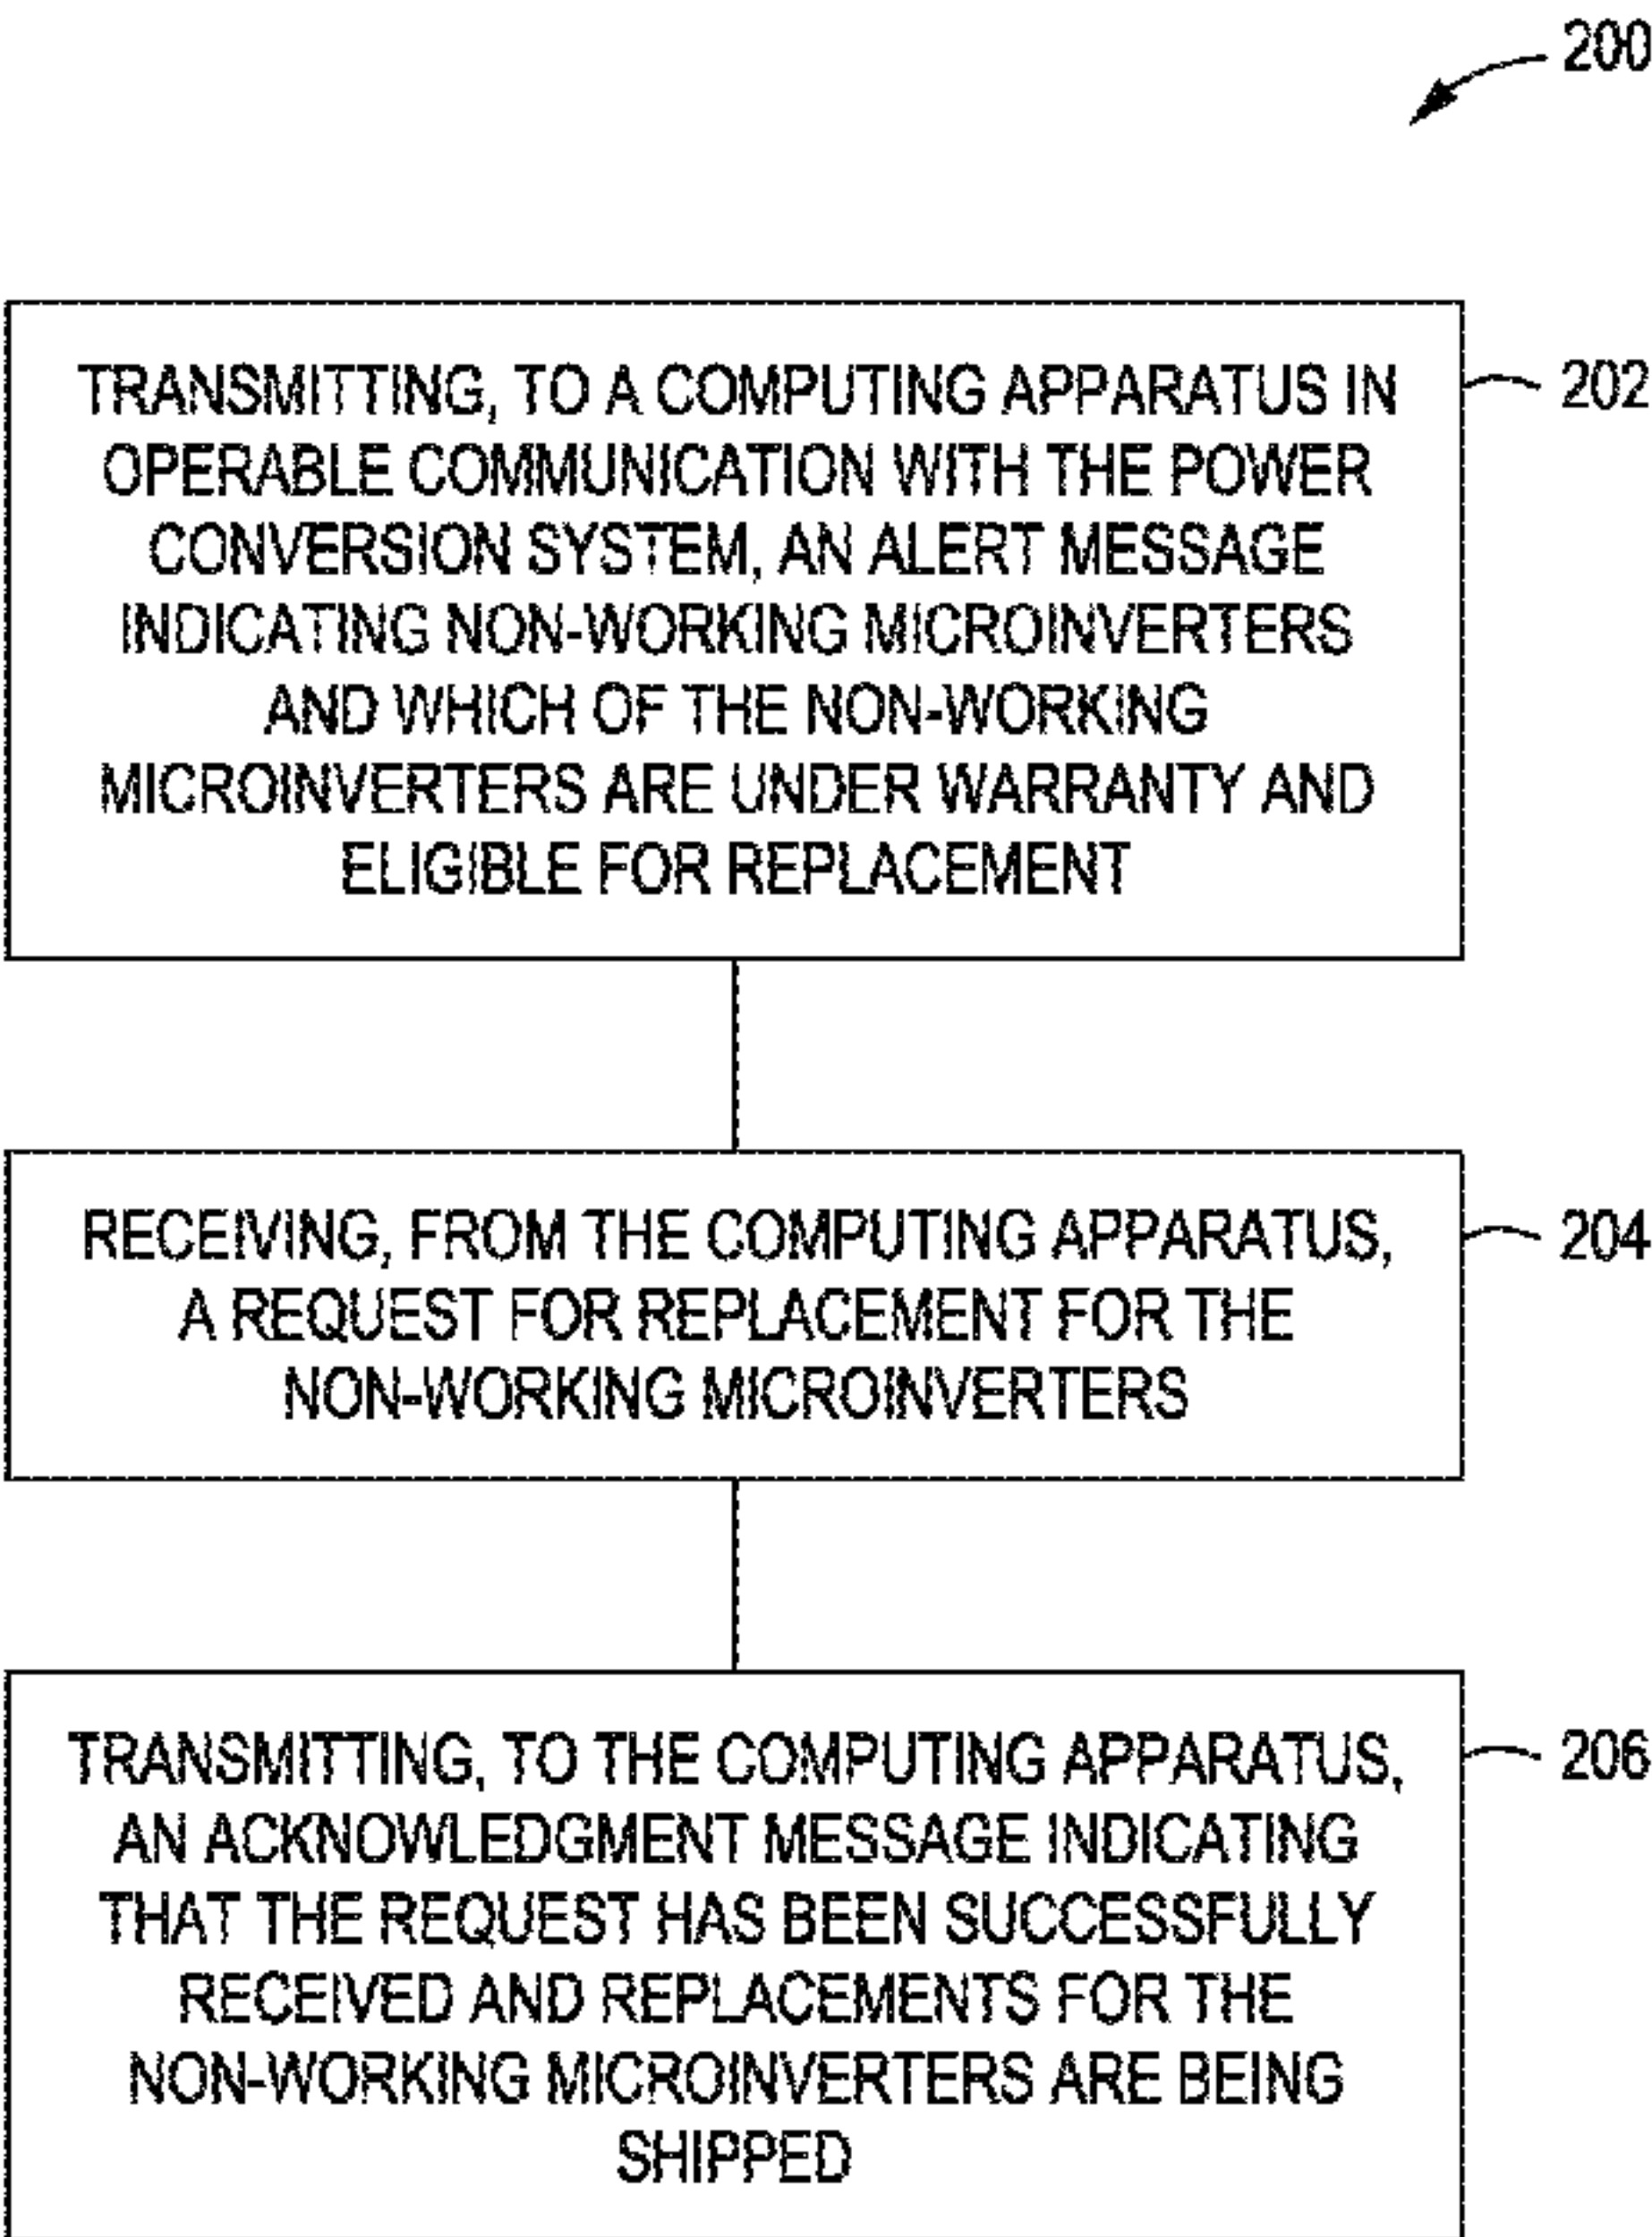 200
TRANSMITTING, TO A COMPUTING APPARATUS IN
OPERABLE COMMUNICATION WITH THE POWER
CONVERSION SYSTEM, AN ALERT MESSAGE
INDICATING NON-WORKING MICROINVERTERS
AND WHICH OF THE NON-WORKING
MICROINVERTERS ARE UNDER WARRANTY AND
ELIGIBLE FOR REPLACEMENT
202
RECEIVING, FROM THE COMPUTING APPARATUS,
A REQUEST FOR REPLACEMENT FOR THE
NON-WORKING MICROINVERTERS
204
TRANSMITTING, TO THE COMPUTING APPARATUS,
AN ACKNOWLEDGMENT MESSAGE INDICATING
THAT THE REQUEST HAS BEEN SUCCESSFULLY
RECEIVED AND REPLACEMENTS FOR THE
NON-WORKING MICROINVERTERS ARE BEING
SHIPPED
206